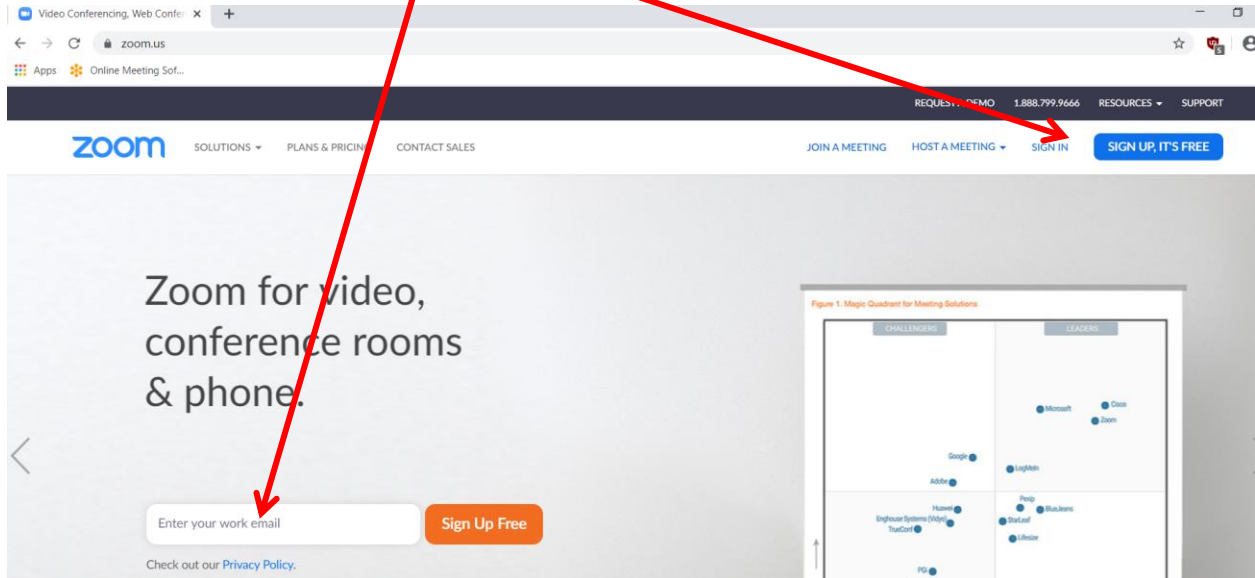 Video Conferencing, Web Confer
zoom.us
Apps Online Meeting Sof...
REQUEST A DEMO 1.888.799.9666 RESOURCES SUPPORT
zoom SOLUTIONS PLANS & PRICING CONTACT SALES JOIN A MEETING HOST A MEETING SIGN IN SIGN UP, IT'S FREE
Zoom for video,
conference rooms
& phone.
Enter your work email Sign Up Free
Check out our Privacy Policy.
Figure 1. Magic Quadrant for Meeting Solutions
CHALLENGERS LEADERS
Microsoft Cisco
Zoom
Google
LogMeIn
Adobe
Pexip
Huawei BlueJeans
Enghouse Systems (Vidyo) StarLeaf
TrueConf
Lifesize
PGi